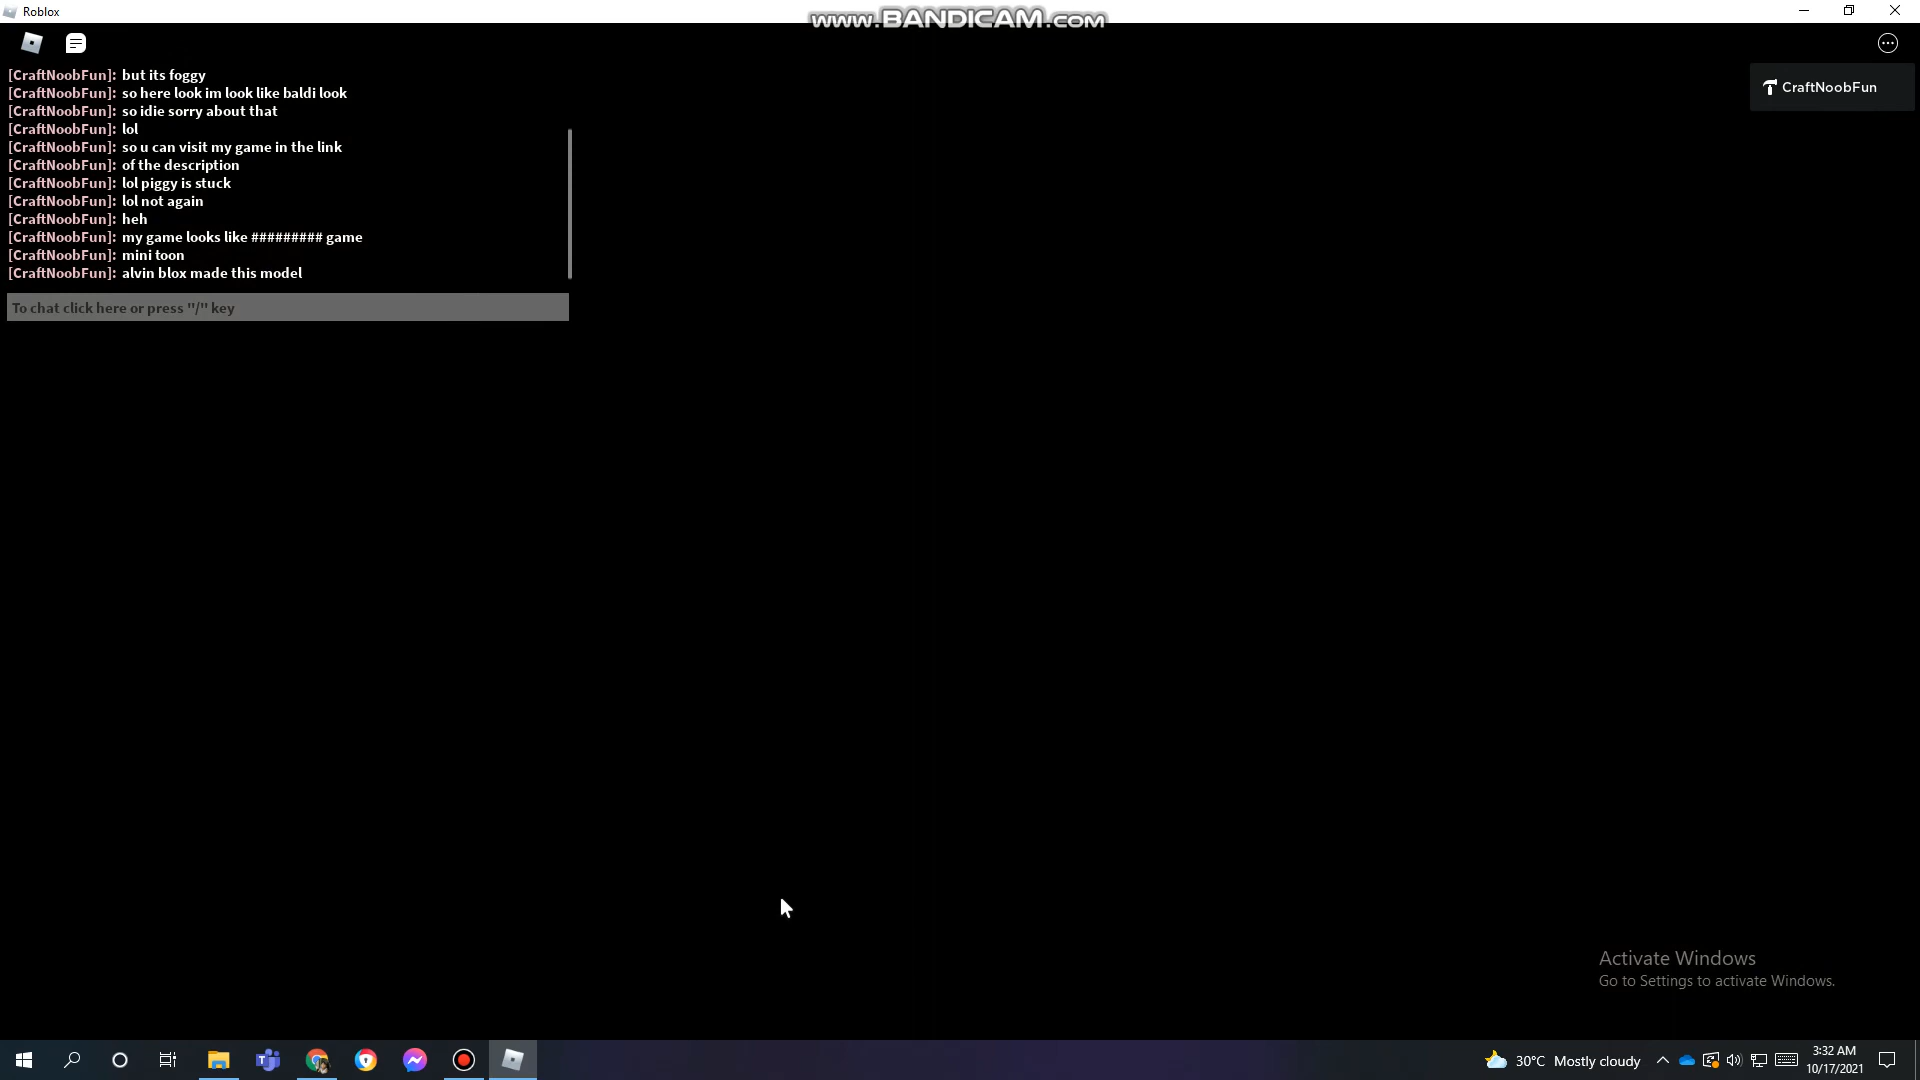 Roblox
www.BANDICAM.com
[CraftNoobFun]: but its foggy
[CraftNoobFun]: so here look im look like baldi look
[CraftNoobFun]: so idie sorry about that
[CraftNoobFun]: lol
[CraftNoobFun]: so u can visit my game in the link
[CraftNoobFun]: of the description
[CraftNoobFun]: lol piggy is stuck
[CraftNoobFun]: lol not again
[CraftNoobFun]: heh
[CraftNoobFun]: my game looks like ######### game
[CraftNoobFun]: mini toon
[CraftNoobFun]: alvin blox made this model
To chat click here or press "/" key
CraftNoobFun
Activate Windows
Go to Settings to activate Windows.
30°C Mostly cloudy
3:32 AM
10/17/2021